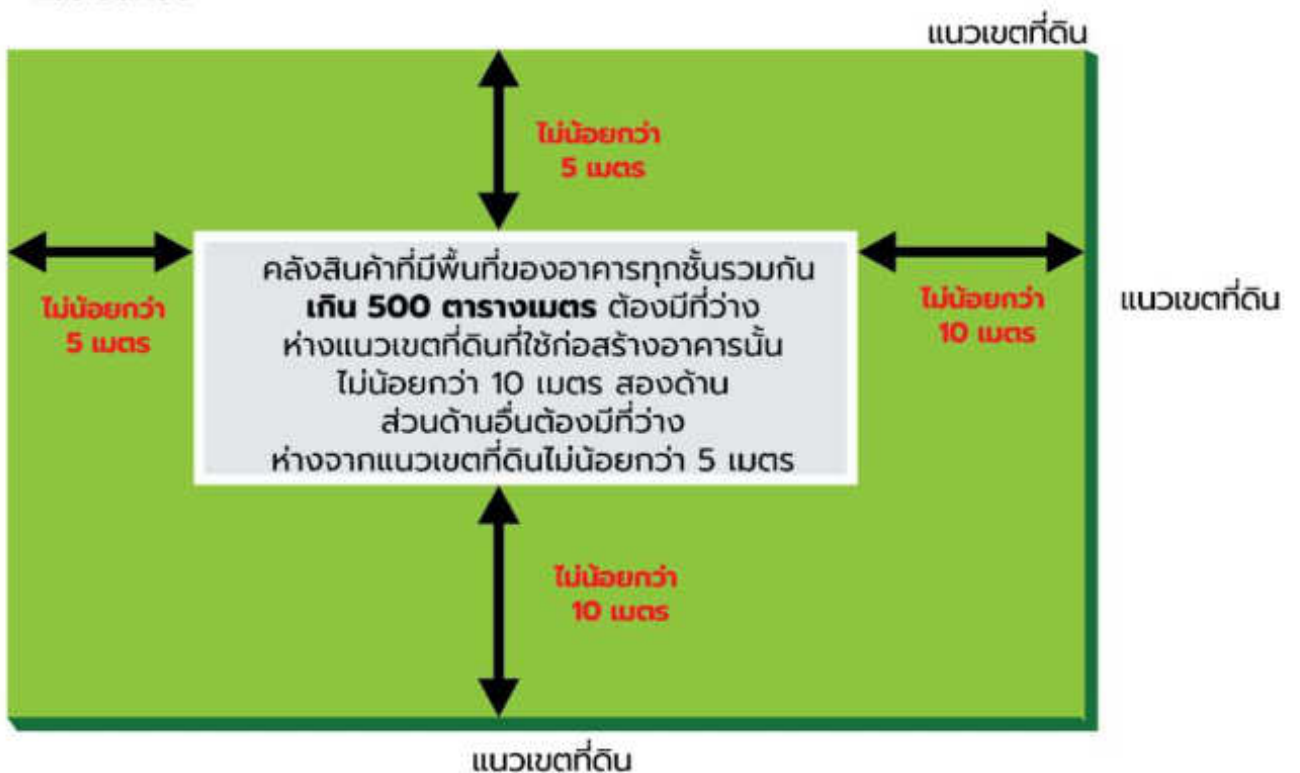 แนวเขตที่ดิน
ไม่น้อยกว่า
5 เมตร
คลังสินค้าที่มีพื้นที่ของอาคารทุกชั้นรวมกัน
เกิน 500 ตารางเมตร ต้องมีที่ว่าง
ห่างแนวเขตที่ดินที่ใช้ก่อสร้างอาคารนั้น
ไม่น้อยกว่า 10 เมตร สองด้าน
ส่วนด้านอื่นต้องมีที่ว่าง
ห่างจากแนวเขตที่ดินไม่น้อยกว่า 5 เมตร
ไม่น้อยกว่า
5 เมตร
ไม่น้อยกว่า
10 เมตร
แนวเขตที่ดิน
ไม่น้อยกว่า
10 เมตร
แนวเขตที่ดิน